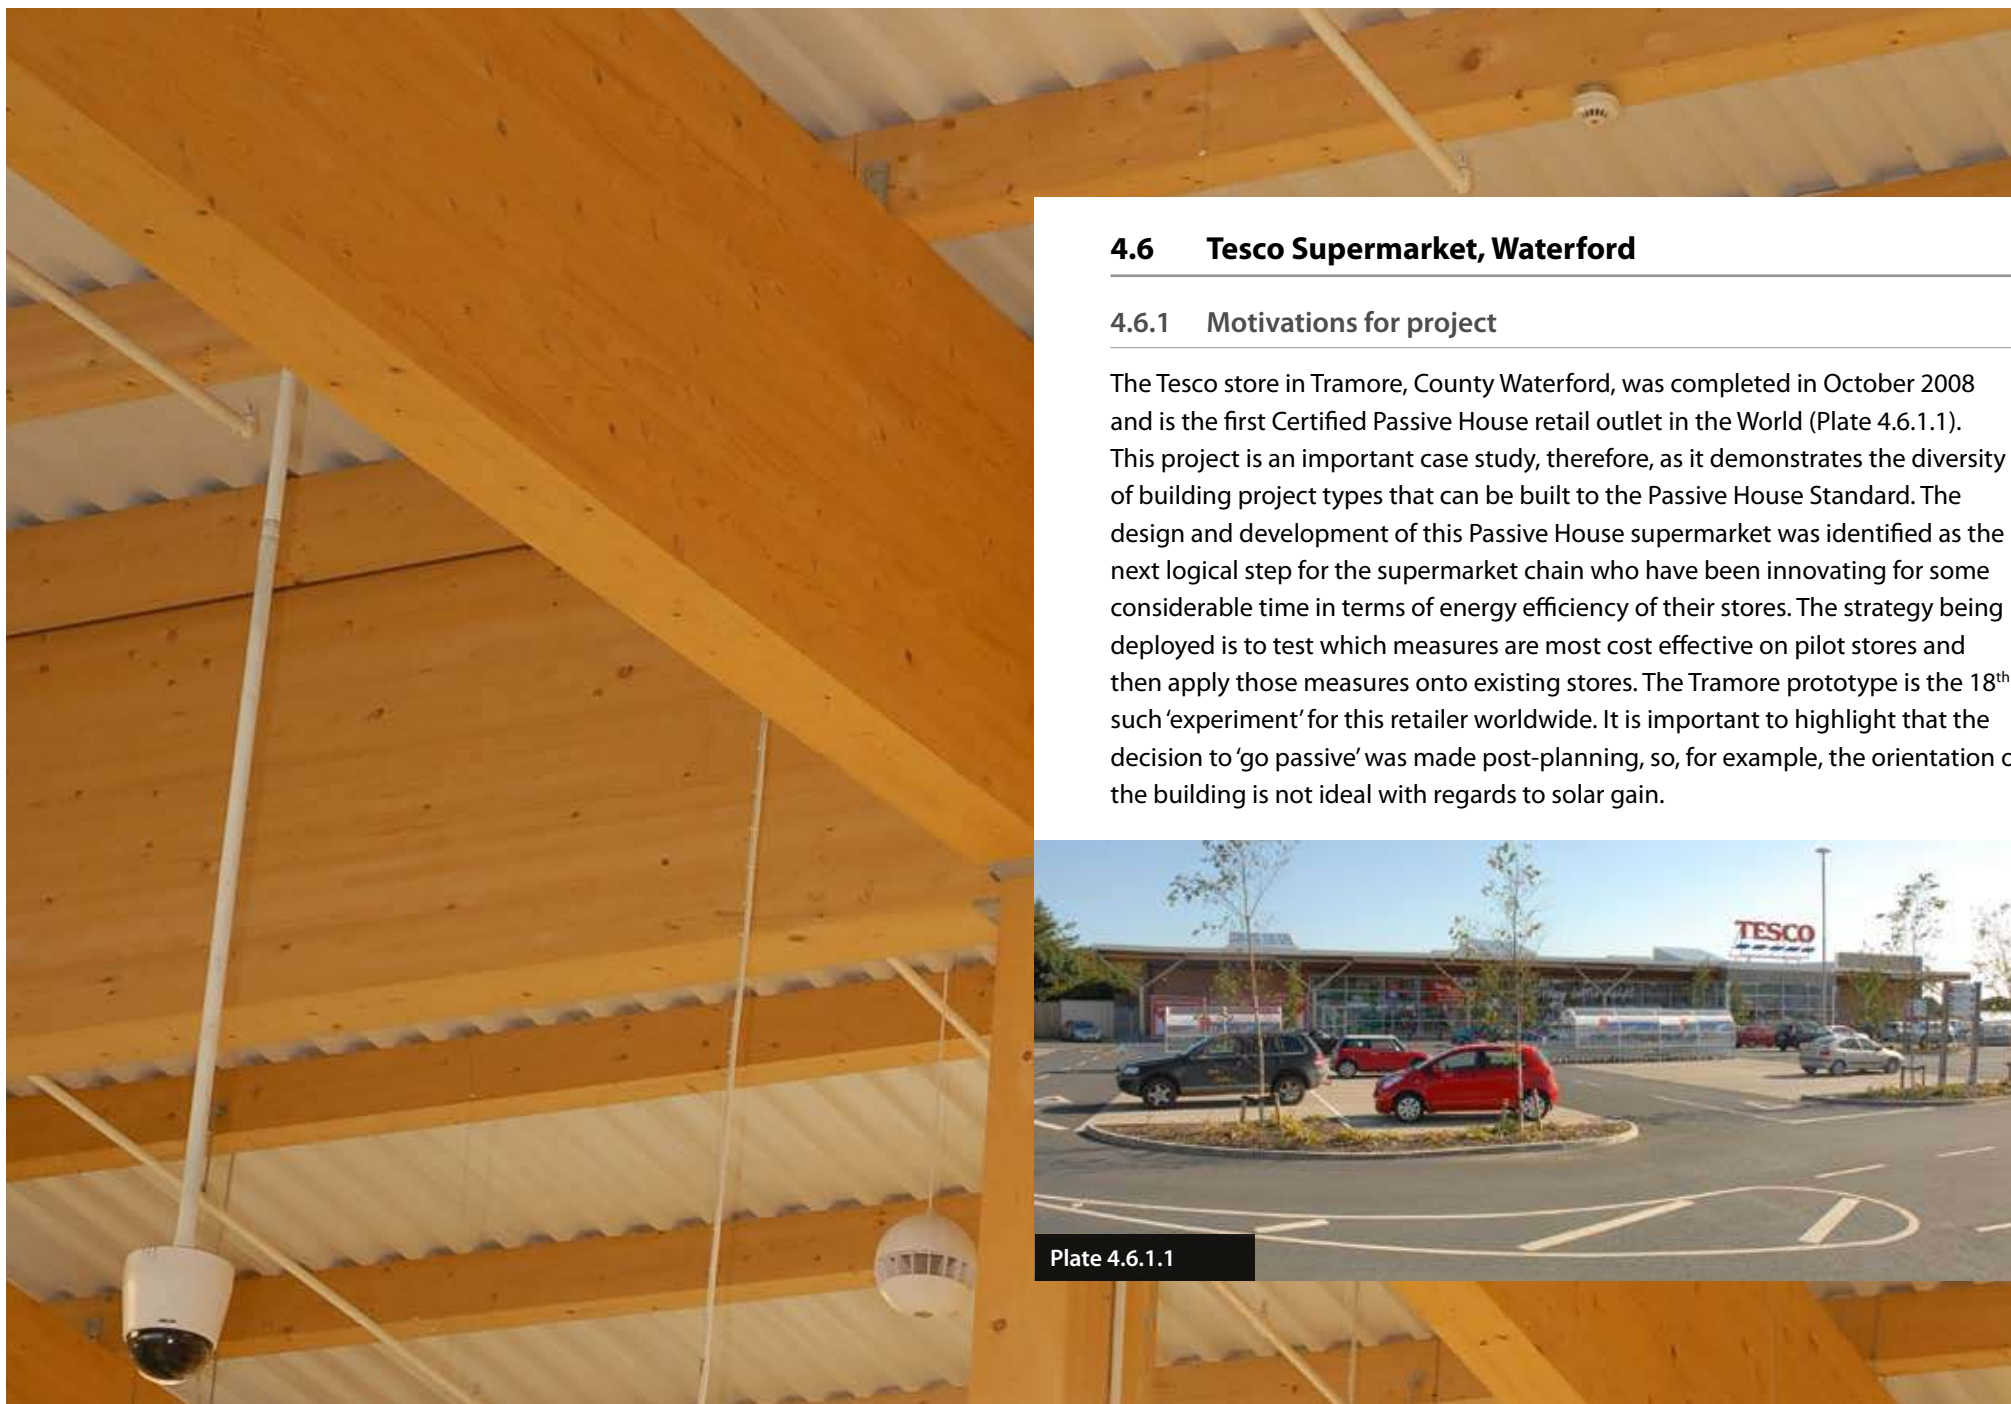 4.6 Tesco Supermarket, Waterford
4.6.1 Motivations for project
The Tesco store in Tramore, County Waterford, was completed in October 2008
and is the first Certified Passive House retail outlet in the World (Plate 4.6.1.1).
This project is an important case study, therefore, as it demonstrates the diversity
of building project types that can be built to the Passive House Standard. The
design and development of this Passive House supermarket was identified as the
next logical step for the supermarket chain who have been innovating for some
considerable time in terms of energy efficiency of their stores. The strategy being
deployed is to test which measures are most cost effective on pilot stores and
then apply those measures onto existing stores. The Tramore prototype is the 18th
such ‘experiment’ for this retailer worldwide. It is important to highlight that the
decision to ‘go passive’ was made post-planning, so, for example, the orientation
the building is not ideal with regards to solar gain.
TESCO
Plate 4.6.1.1